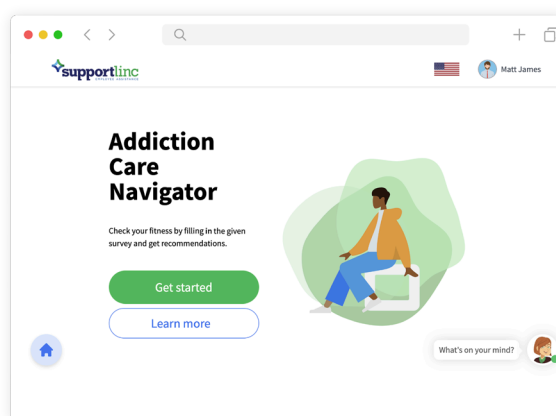 supportlinc
EMPLOYEE ASSISTANCE
Matt James
Addiction
Care
Navigator
Check your fitness by filling in the given
survey and get recommendations.
Get started
Learn more
What's on your mind?